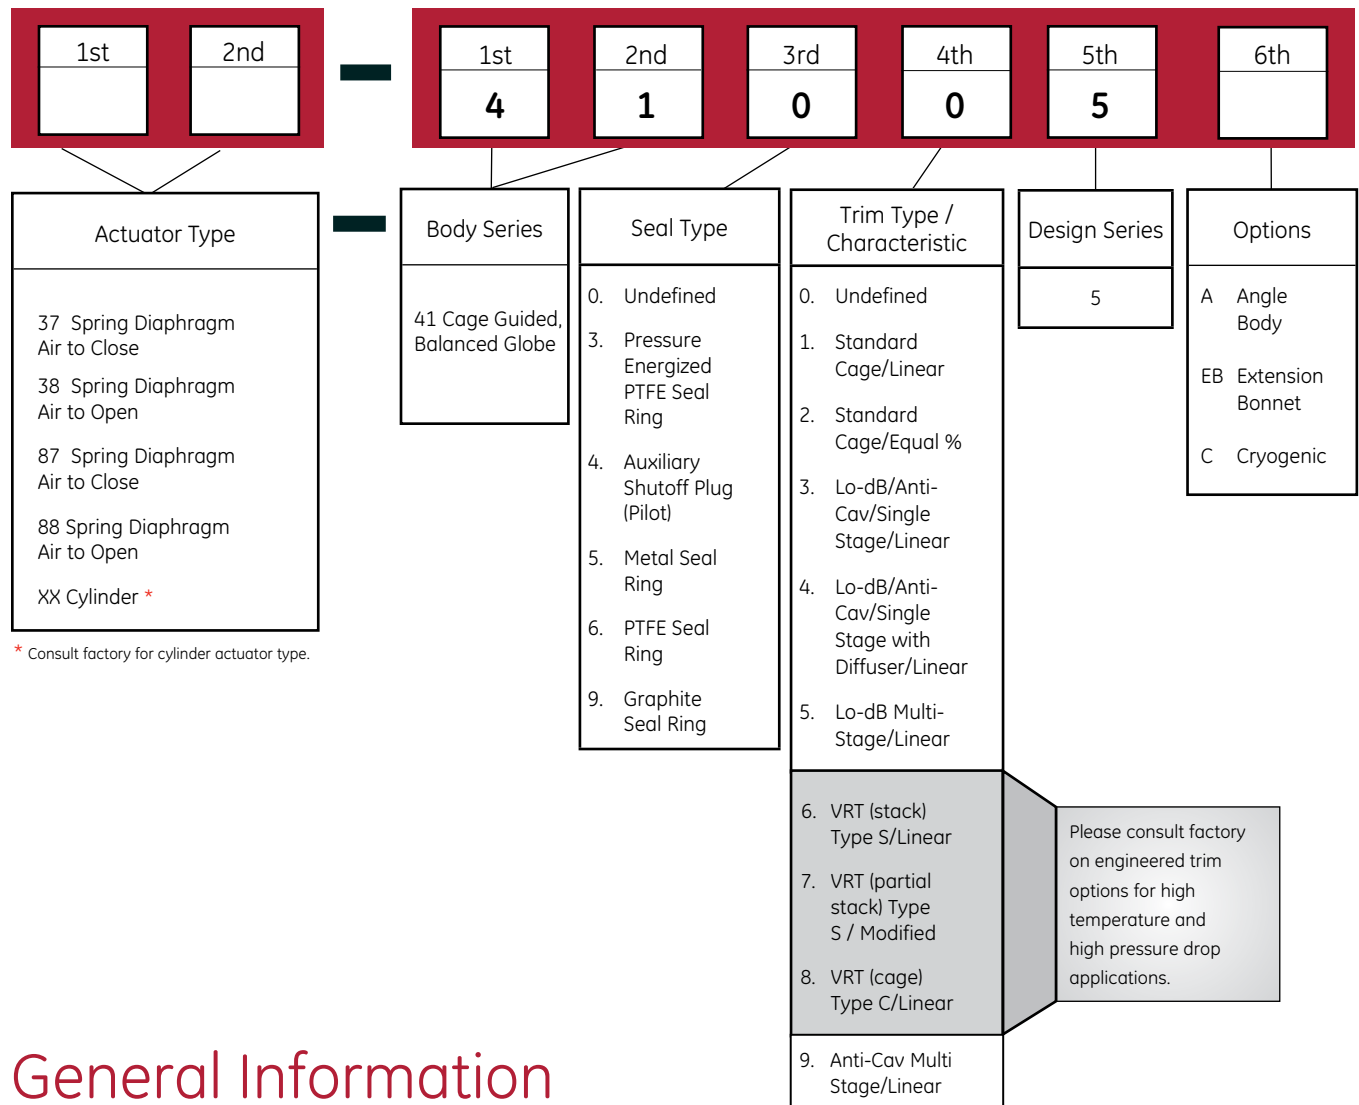 1st 2nd 1st 2nd 3rd 4th 5th 6th
4 1 0 0 5
Actuator Type
37 Spring Diaphragm
Air to Close
38 Spring Diaphragm
Air to Open
87 Spring Diaphragm
Air to Close
88 Spring Diaphragm
Air to Open
XX Cylinder *
* Consult factory for cylinder actuator type.
Body Series
41 Cage Guided,
Balanced Globe
Seal Type
0. Undefined
3. Pressure
Energized
PTFE Seal
Ring
4. Auxiliary
Shutoff Plug
(Pilot)
5. Metal Seal
Ring
6. PTFE Seal
Ring
9. Graphite
Seal Ring
Trim Type /
Characteristic
0. Undefined
1. Standard
Cage/Linear
2. Standard
Cage/Equal %
3. Lo-dB/Anti-
Cav/Single
Stage/Linear
4. Lo-dB/Anti-
Cav/Single
Stage with
Diffuser/Linear
5. Lo-dB Multi-
Stage/Linear
6. VRT (stack)
Type S/Linear
7. VRT (partial
stack) Type
S / Modified
8. VRT (cage)
Type C/Linear
9. Anti-Cav Multi
Stage/Linear
Please consult factory
on engineered trim
options for high
temperature and
high pressure drop
applications.
Design Series
5
Options
A Angle
Body
EB Extension
Bonnet
C Cryogenic
General Information